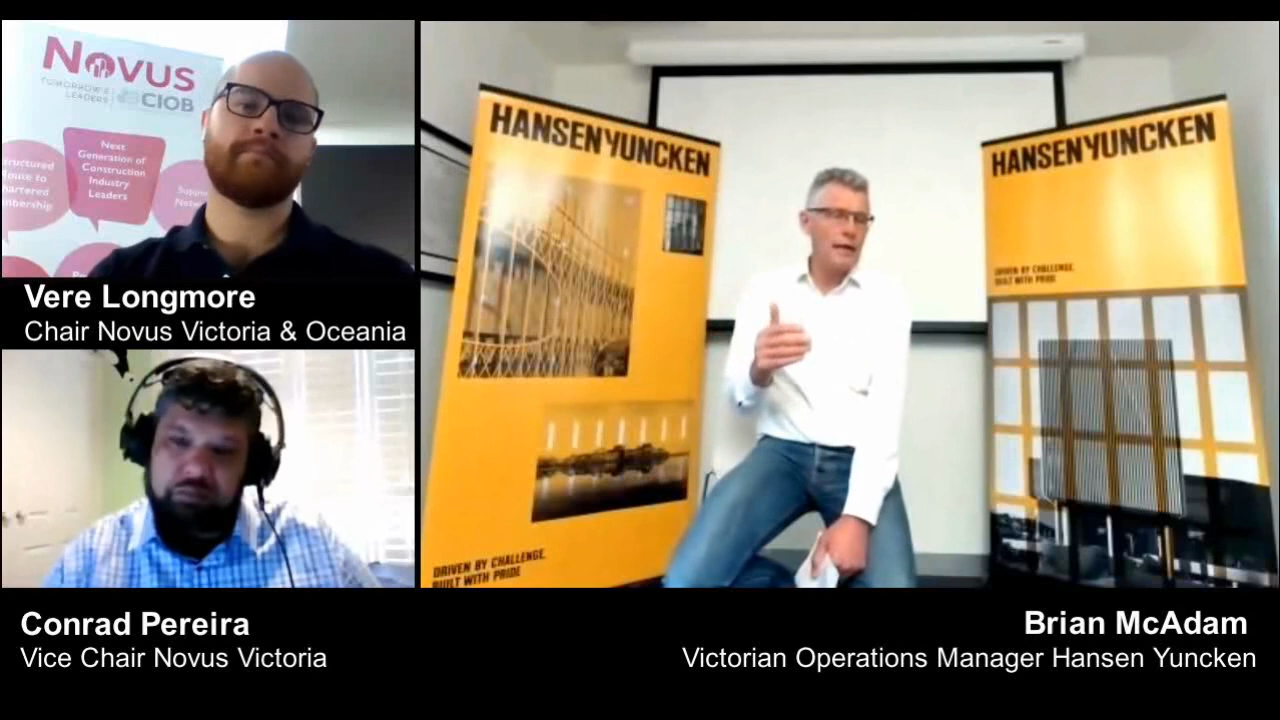 NOVUS
TOMORROW'S
LEADERS
CIOB
Next
Generation of
Construction
Industry
Leaders
Vere Longmore
Chair Novus Victoria & Oceania
HANSENYUNCKEN
DRIVEN BY CHALLENGE.
BUILT WITH PRIDE
HANSENYUNCKEN
DRIVEN BY CHALLENGE.
BUILT WITH PRIDE
Conrad Pereira
Vice Chair Novus Victoria
Brian McAdam
Victorian Operations Manager Hansen Yuncken